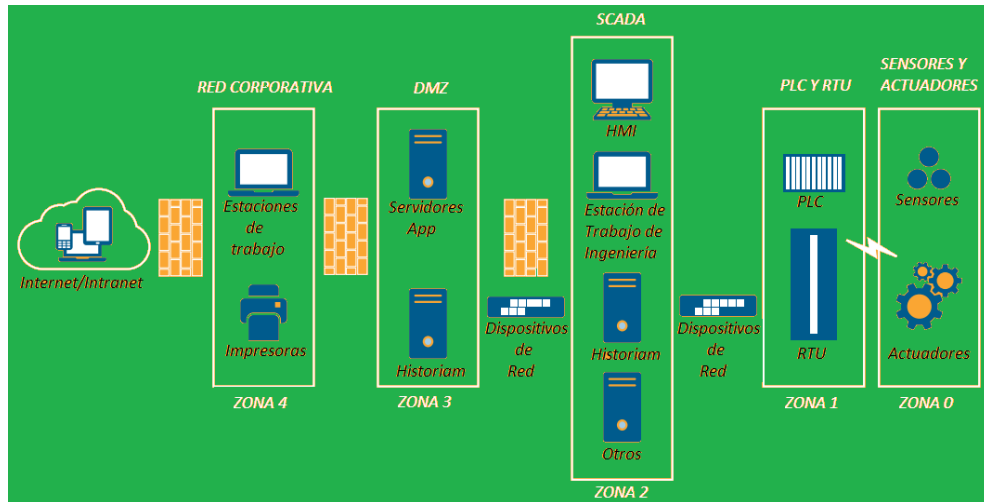 SCADA
RED CORPORATIVA
DMZ
PLC Y RTU
SENSORES Y
ACTUADORES
Internet/Intranet
Estaciones
de
trabajo
Impresoras
ZONA 4
Servidores
App
Historiam
ZONA 3
Dispositivos
de
Red
HMI
Estación de
Trabajo de
Ingeniería
Historiam
Otros
ZONA 2
Dispositivos
de
Red
PLC
RTU
ZONA 1
Sensores
Actuadores
ZONA 0